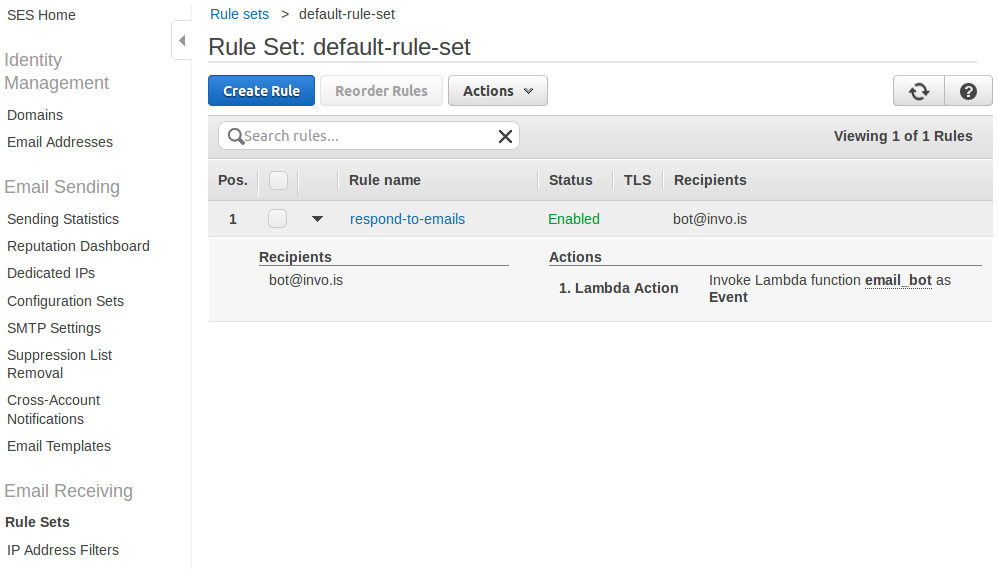 SES Home
Identity
Management
Domains
Email Addresses
Email Sending
Sending Statistics
Reputation Dashboard
Dedicated IPs
Configuration Sets
SMTP Settings
Suppression List
Removal
Cross-Account
Notifications
Email Templates
Email Receiving
Rule Sets
IP Address Filters
Rule sets > default-rule-set
Rule Set: default-rule-set
Create Rule Reorder Rules Actions
Search rules... Viewing 1 of 1 Rules
Pos. Rule name Status TLS Recipients
1 respond-to-emails Enabled bot@invo.is
Recipients
bot@invo.is
Actions
1. Lambda Action Invoke Lambda function email_bot as
Event